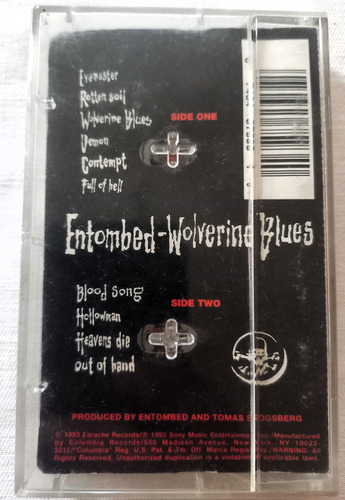 Eyemaster
Rotten soil
Wolverine Blues
Demon
Contempt
Full of hell
SIDE ONE
Entombed-Wolverine Blues
Blood song
Hollowman
Heavens die
out of hand
SIDE TWO
PRODUCED BY ENTOMBED AND TOMAS SKOGSBERG
© 1993 Earache Records/℗ 1993 Sony Music Entertainment Inc./Manufactured
by Columbia Records/550 Madison Avenue, New York, NY 10022-
"Columbia" Reg. U.S. Pat. & Tm. Off. Marca Registrada./WARNING: All
Rights Reserved. Unauthorized duplication is a violation of applicable laws.